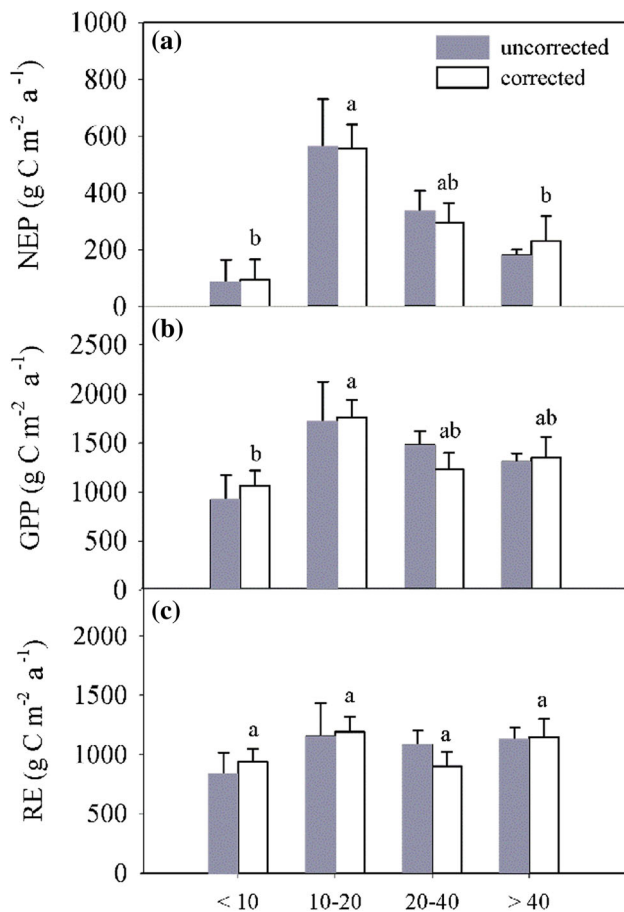 (a)
uncorrected
corrected
NEP (g C m⁻² a⁻¹)
1000
800
600
400
200
0
b
a
ab
b
(b)
GPP (g C m⁻² a⁻¹)
2500
2000
1500
1000
500
0
b
a
ab
ab
(c)
RE (g C m⁻² a⁻¹)
2000
1500
1000
500
0
a
a
a
a
< 10 10-20 20-40 > 40